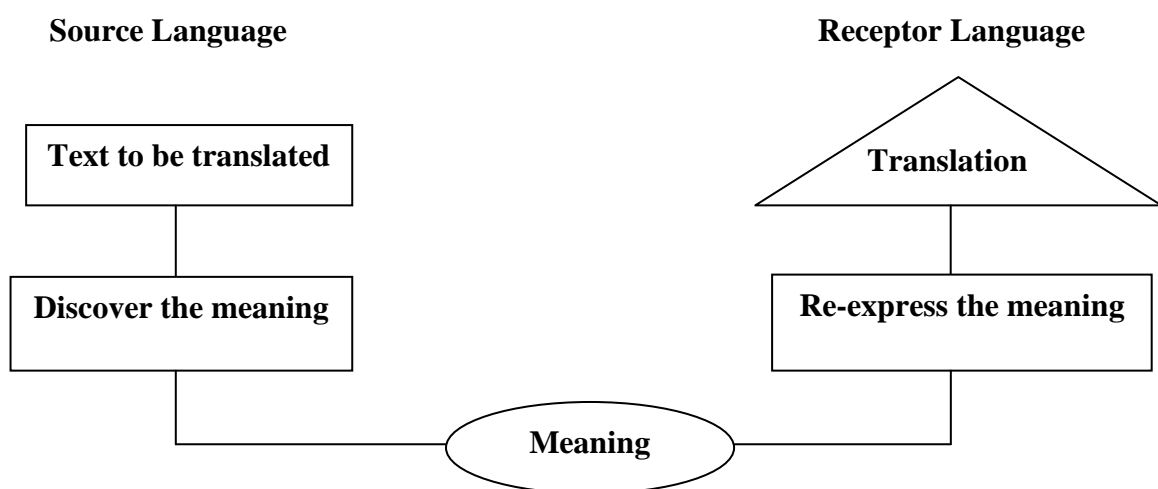 Source Language
Receptor Language
Text to be translated
Translation
Discover the meaning
Re-express the meaning
Meaning